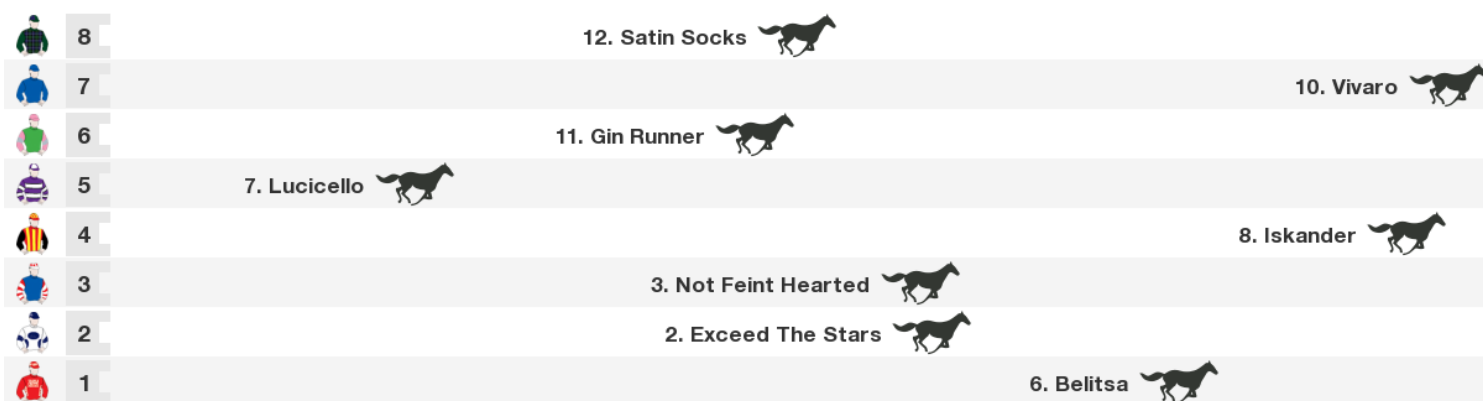 8 12. Satin Socks
7 10. Vivaro
6 11. Gin Runner
5 7. Lucicello
4 8. Iskander
3 3. Not Feint Hearted
2 2. Exceed The Stars
1 6. Belitsa